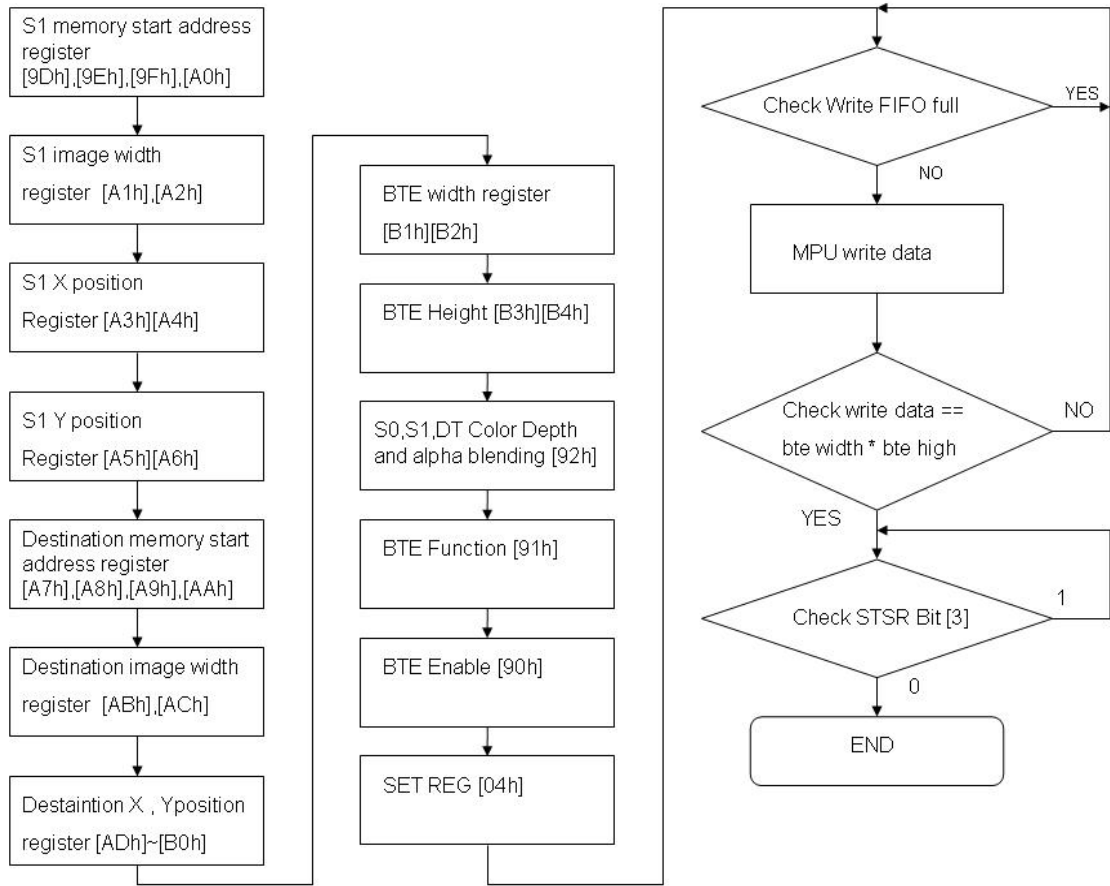 S1 memory start address
register
[9Dh],[9Eh],[9Fh],[A0h]
S1 image width
register [A1h],[A2h]
S1 X position
Register [A3h][A4h]
S1 Y position
Register [A5h][A6h]
Destination memory start
address register
[A7h],[A8h],[A9h],[AAh]
Destination image width
register [ABh],[ACh]
Destaintion X , Yposition
register [ADh]~[B0h]
BTE width register
[B1h][B2h]
BTE Height [B3h][B4h]
S0,S1,DT Color Depth
and alpha blending [92h]
BTE Function [91h]
BTE Enable [90h]
SET REG [04h]
Check Write FIFO full
YES
NO
MPU write data
Check write data ==
bte width * bte high
NO
YES
Check STSR Bit [3]
1
0
END